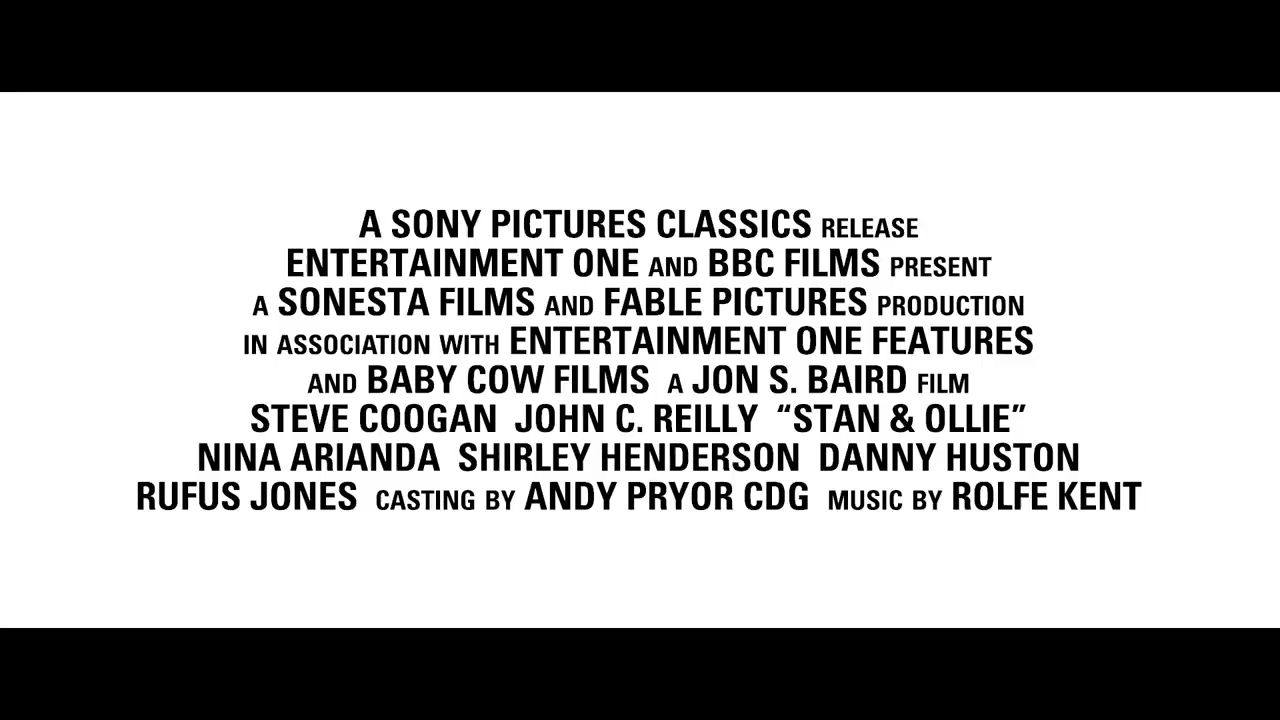 A SONY PICTURES CLASSICS RELEASE
ENTERTAINMENT ONE AND BBC FILMS PRESENT
A SONESTA FILMS AND FABLE PICTURES PRODUCTION
IN ASSOCIATION WITH ENTERTAINMENT ONE FEATURES
AND BABY COW FILMS A JON S. BAIRD FILM
STEVE COOGAN JOHN C. REILLY “STAN & OLLIE”
NINA ARIANDA SHIRLEY HENDERSON DANNY HUSTON
RUFUS JONES CASTING BY ANDY PRYOR CDG MUSIC BY ROLFE KENT